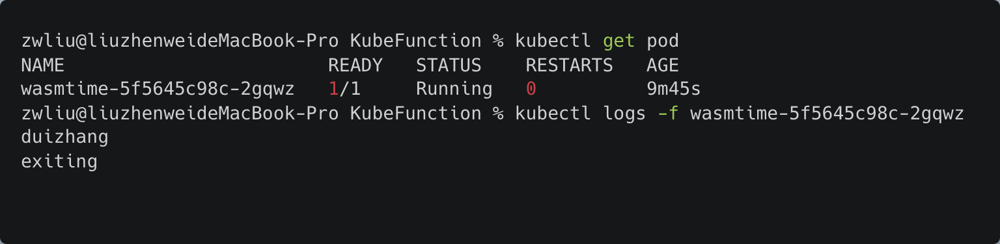 zwliu@liuzhenweideMacBook-Pro KubeFunction % kubectl get pod
NAME                        READY   STATUS    RESTARTS   AGE
wasmtime-5f5645c98c-2gqwz   1/1     Running   0          9m45s
zwliu@liuzhenweideMacBook-Pro KubeFunction % kubectl logs -f wasmtime-5f5645c98c-2gqwz
duizhang
exiting